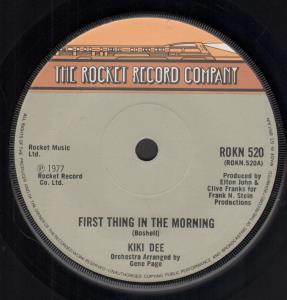 THE ROCKET RECORD COMPANY
Rocket Music
Ltd.
ROKN 520
(ROKN.520A)
℗ 1977
Rocket Record
Co. Ltd.
Produced by
Elton John &
Clive Franks for
Frank N. Stein
Productions
FIRST THING IN THE MORNING
(Boshell)
KIKI DEE
Orchestra Arranged by
Gene Page